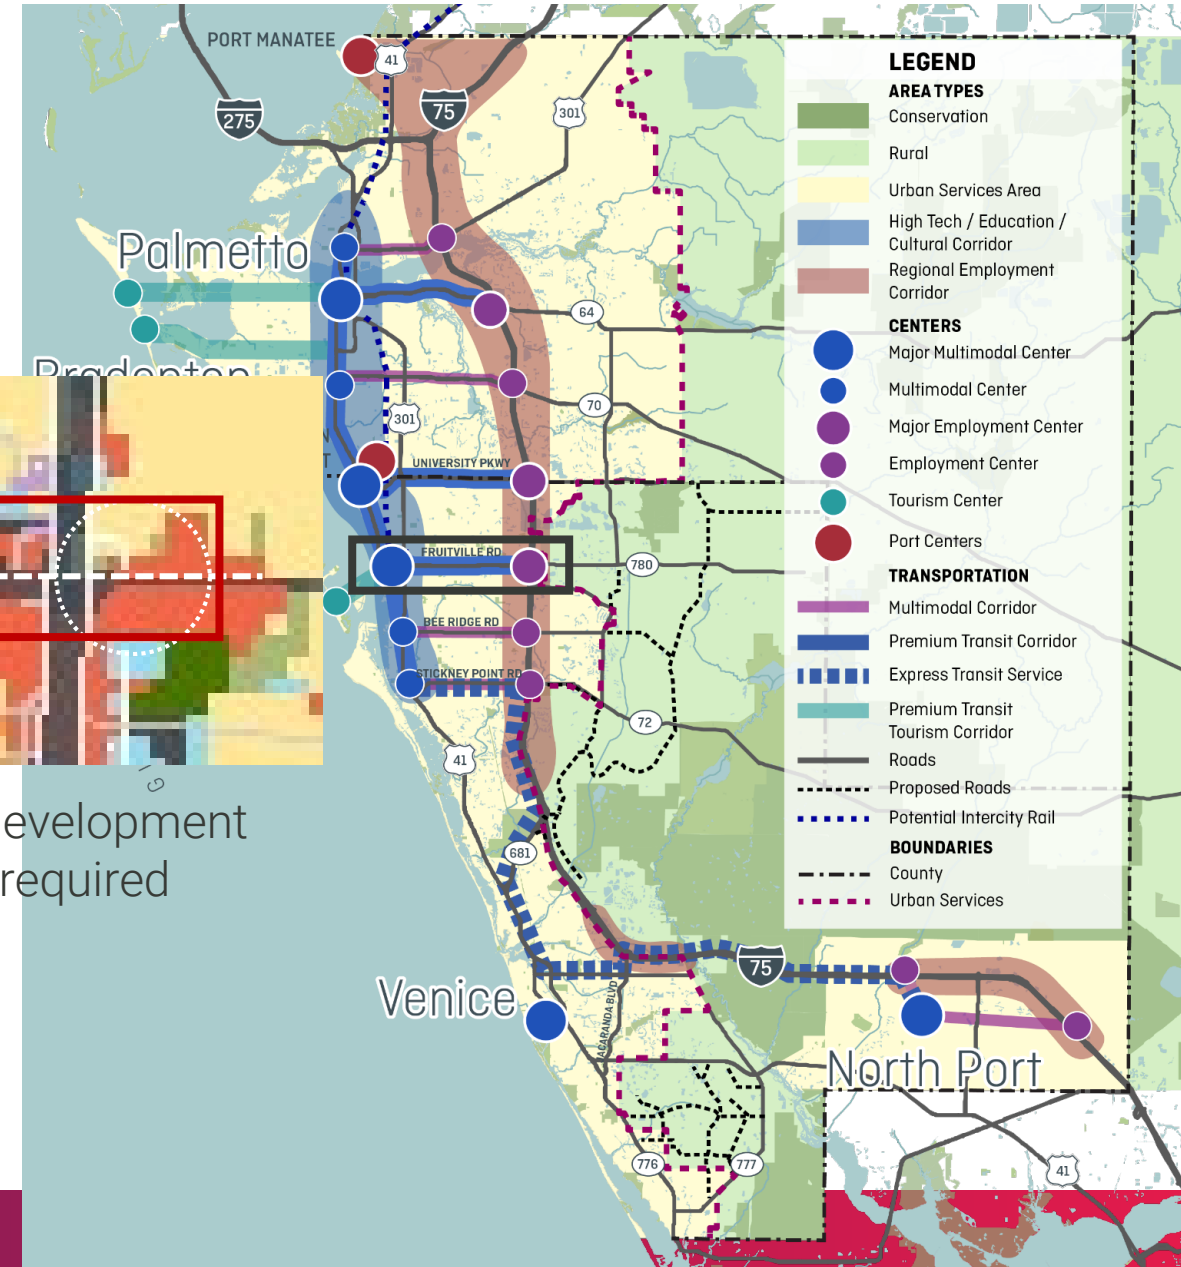 PORT MANATEE
41
275
75
301
Palmetto
64
Bradenton
70
301
UNIVERSITY PKWY
FRUITVILLE RD
780
BEE RIDGE RD
STICKNEY POINT RD
72
41
681
evelopment
required
75
Venice
JACARANDA BLVD
North Port
776
777
41
LEGEND
AREA TYPES
Conservation
Rural
Urban Services Area
High Tech / Education /
Cultural Corridor
Regional Employment
Corridor
CENTERS
Major Multimodal Center
Multimodal Center
Major Employment Center
Employment Center
Tourism Center
Port Centers
TRANSPORTATION
Multimodal Corridor
Premium Transit Corridor
Express Transit Service
Premium Transit
Tourism Corridor
Roads
Proposed Roads
Potential Intercity Rail
BOUNDARIES
County
Urban Services